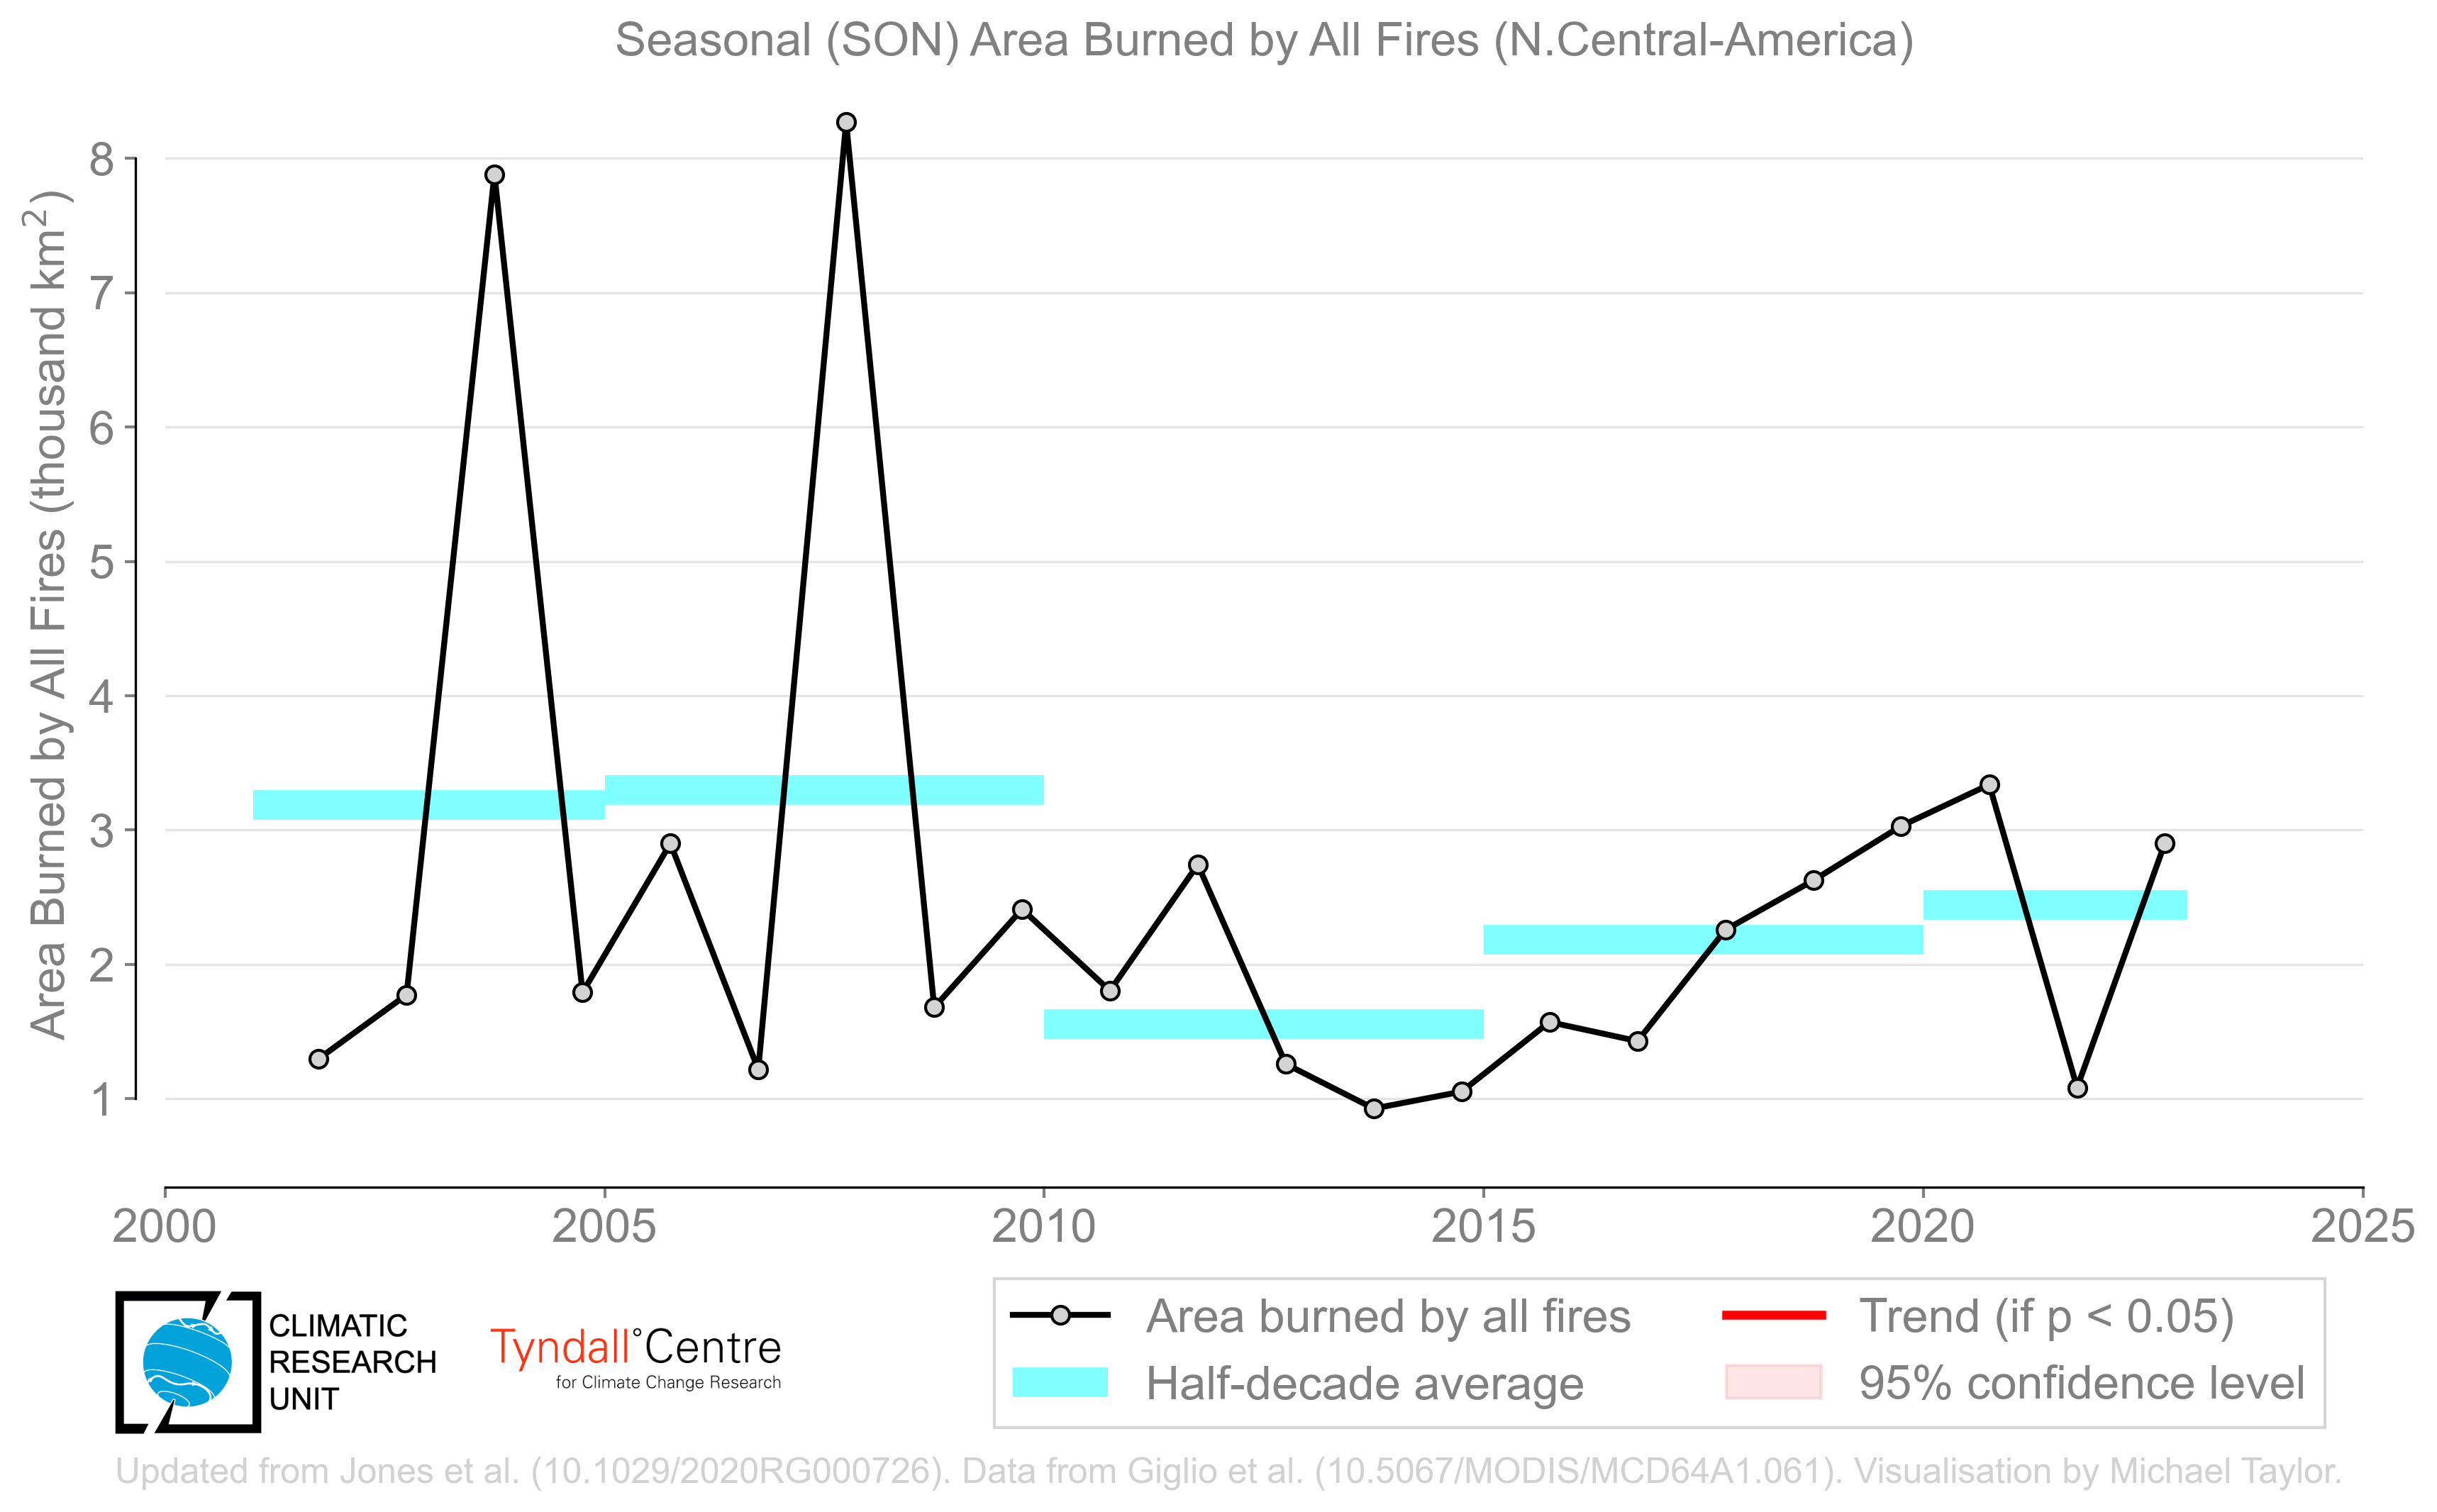 Seasonal (SON) Area Burned by All Fires (N.Central-America)
Area Burned by All Fires (thousand km²)
8
7
6
5
4
3
2
1
2000 2005 2010 2015 2020 2025
CLIMATIC
RESEARCH
UNIT
Tyndall°Centre
for Climate Change Research
Area burned by all fires
Half-decade average
Trend (if p < 0.05)
95% confidence level
Updated from Jones et al. (10.1029/2020RG000726). Data from Giglio et al. (10.5067/MODIS/MCD64A1.061). Visualisation by Michael Taylor.